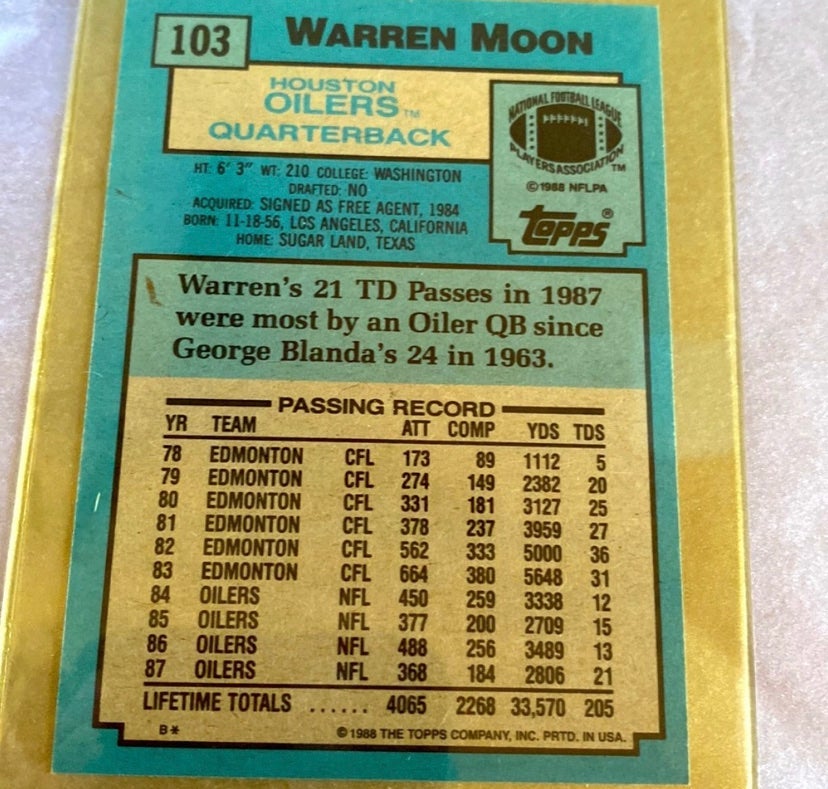 103 WARREN MOON
HOUSTON
OILERS™
QUARTERBACK
NATIONAL FOOTBALL LEAGUE
PLAYERS ASSOCIATION™
©1988 NFLPA
topps®
HT: 6' 3" WT: 210 COLLEGE: WASHINGTON
DRAFTED: NO
ACQUIRED: SIGNED AS FREE AGENT, 1984
BORN: 11-18-56, LOS ANGELES, CALIFORNIA
HOME: SUGAR LAND, TEXAS
Warren's 21 TD Passes in 1987
were most by an Oiler QB since
George Blanda's 24 in 1963.
PASSING RECORD
YR TEAM ATT COMP YDS TDS
78 EDMONTON CFL 173 89 1112 5
79 EDMONTON CFL 274 149 2382 20
80 EDMONTON CFL 331 181 3127 25
81 EDMONTON CFL 378 237 3959 27
82 EDMONTON CFL 562 333 5000 36
83 EDMONTON CFL 664 380 5648 31
84 OILERS NFL 450 259 3338 12
85 OILERS NFL 377 200 2709 15
86 OILERS NFL 488 256 3489 13
87 OILERS NFL 368 184 2806 21
LIFETIME TOTALS ...... 4065 2268 33,570 205
B* ©1988 THE TOPPS COMPANY, INC. PRTD. IN USA.